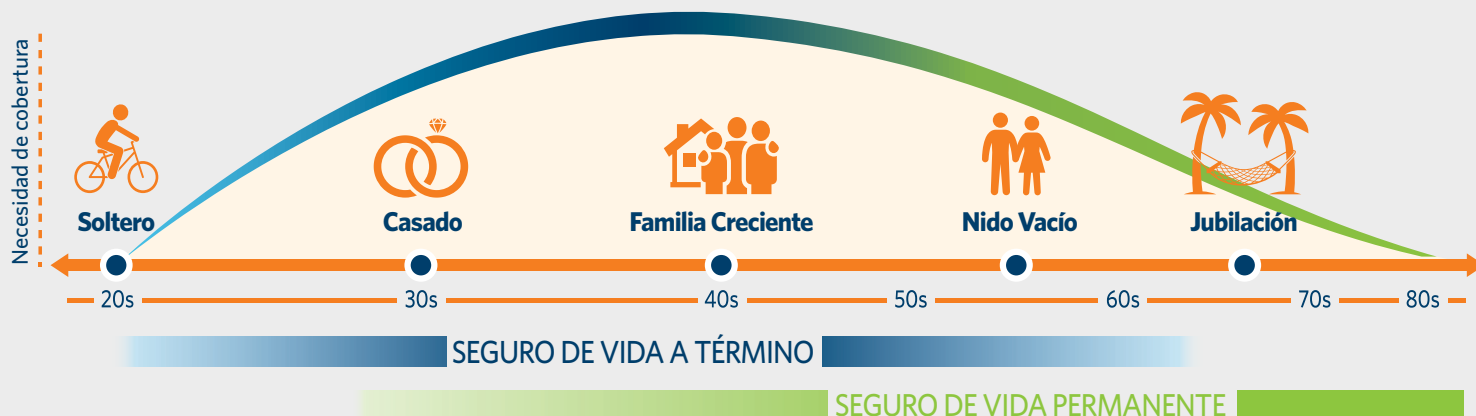 Necesidad de cobertura
Soltero
Casado
Familia Creciente
Nido Vacío
Jubilación
20s
30s
40s
50s
60s
70s
80s
SEGURO DE VIDA A TÉRMINO
SEGURO DE VIDA PERMANENTE